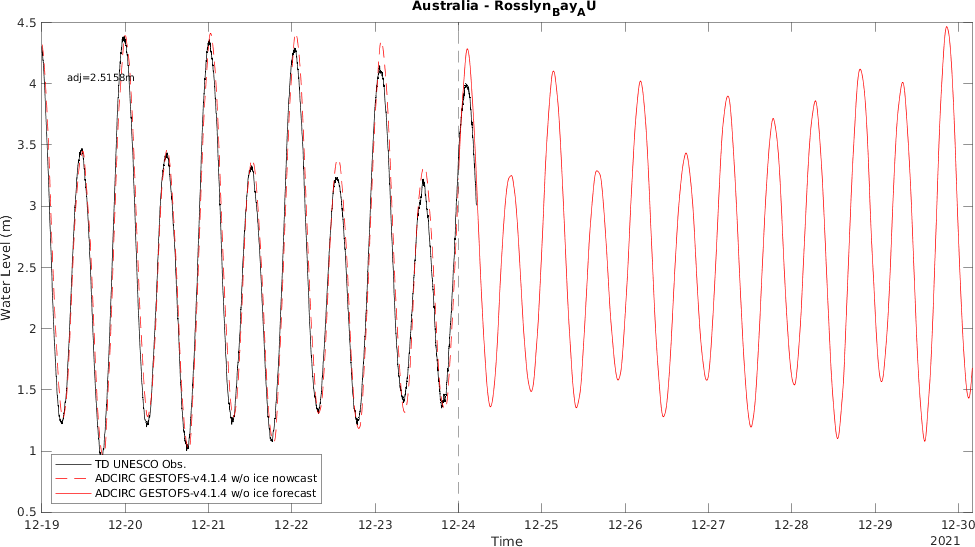 Australia - Rosslyn_Bay_AU
4.5
4
3.5
3
2.5
2
1.5
1
0.5
Water Level (m)
adj=2.5158m
TD UNESCO Obs.
ADCIRC GESTOFS-v4.1.4 w/o ice nowcast
ADCIRC GESTOFS-v4.1.4 w/o ice forecast
12-19 12-20 12-21 12-22 12-23 12-24 12-25 12-26 12-27 12-28 12-29 12-30
Time
2021